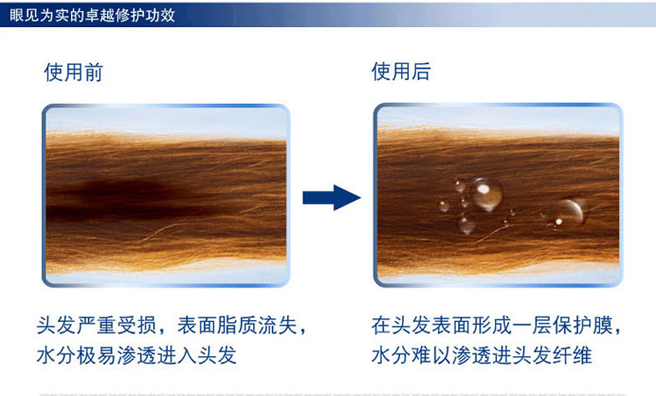 眼见为实的卓越修护功效
使用前
使用后
头发严重受损，表面脂质流失，
水分极易渗透进入头发
在头发表面形成一层保护膜，
水分难以渗透进头发纤维